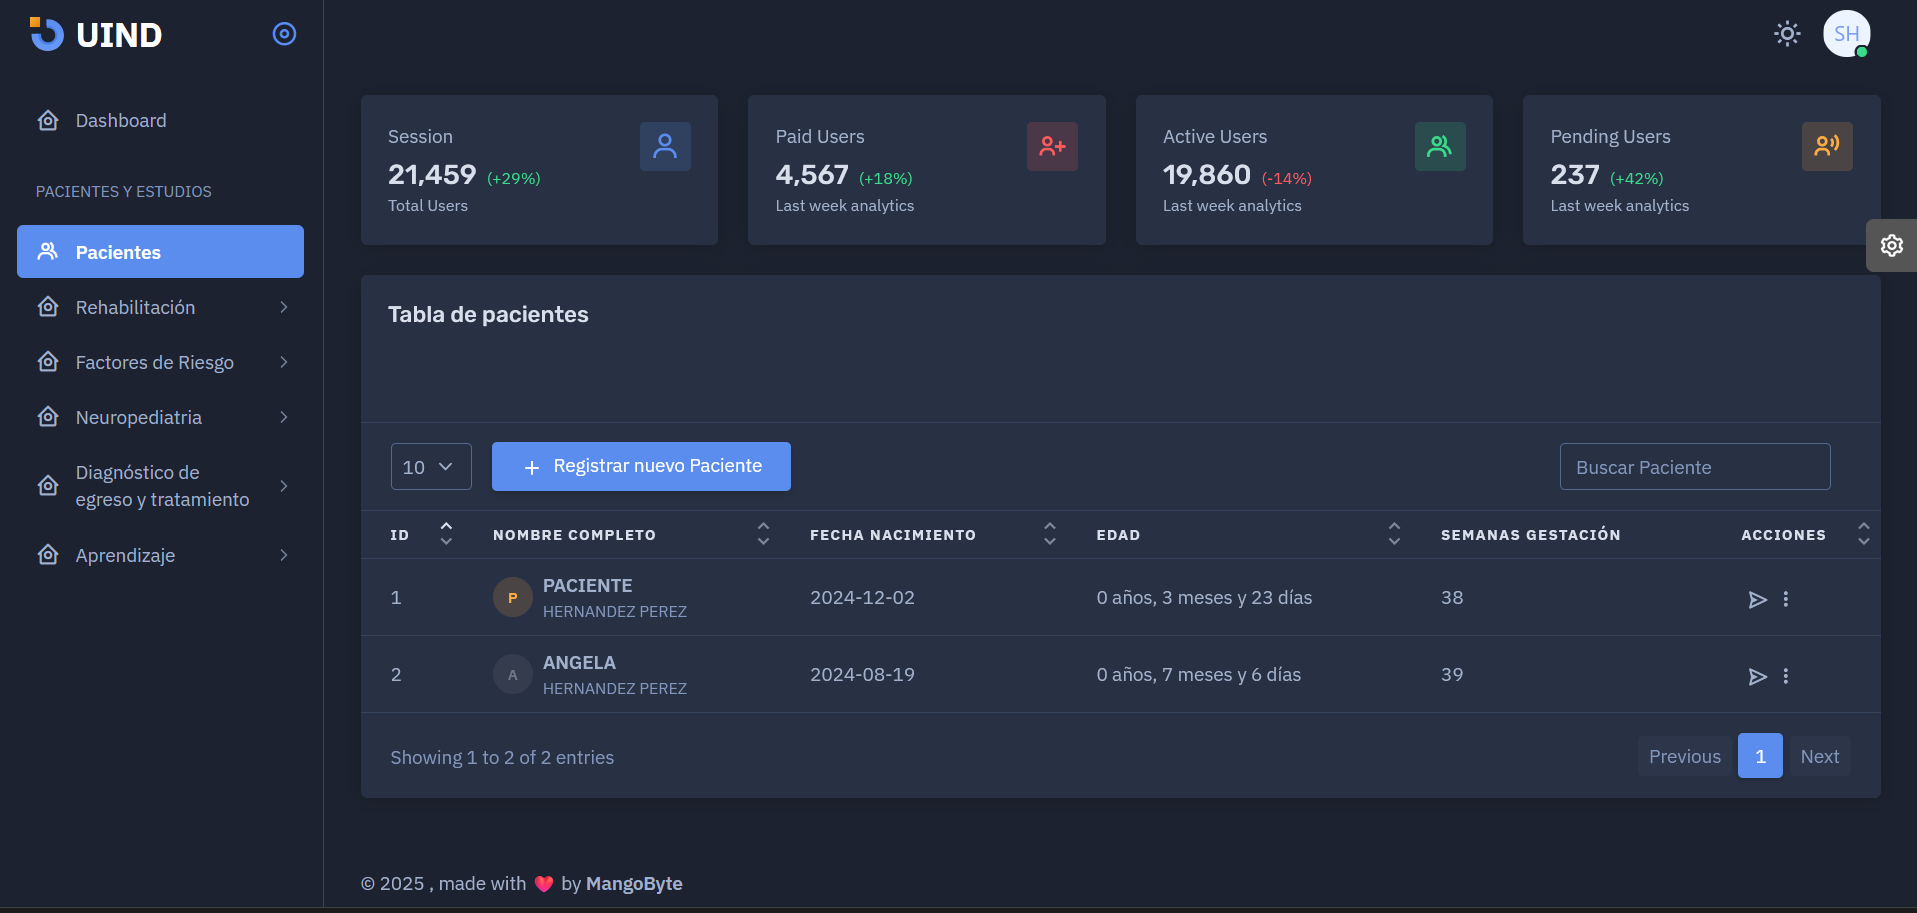 UIND
SH
Dashboard
PACIENTES Y ESTUDIOS
Pacientes
Rehabilitación
Factores de Riesgo
Neuropediatria
Diagnóstico de
egreso y tratamiento
Aprendizaje
Session
21,459 (+29%)
Total Users
Paid Users
4,567 (+18%)
Last week analytics
Active Users
19,860 (-14%)
Last week analytics
Pending Users
237 (+42%)
Last week analytics
Tabla de pacientes
10
+ Registrar nuevo Paciente
Buscar Paciente
ID NOMBRE COMPLETO FECHA NACIMIENTO EDAD SEMANAS GESTACIÓN ACCIONES
1 P PACIENTE HERNANDEZ PEREZ 2024-12-02 0 años, 3 meses y 23 días 38
2 A ANGELA HERNANDEZ PEREZ 2024-08-19 0 años, 7 meses y 6 días 39
Showing 1 to 2 of 2 entries
Previous 1 Next
© 2025 , made with ❤️ by MangoByte